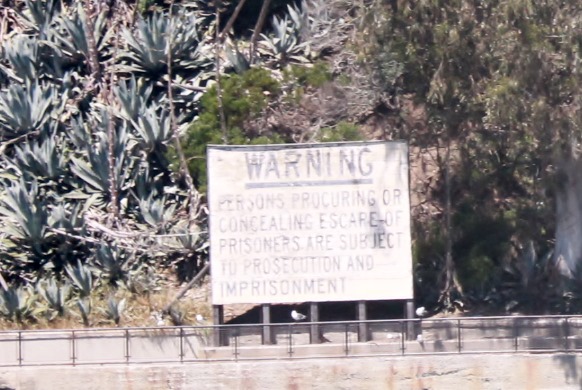 WARNING
PERSONS PROCURING OR
CONCEALING ESCAPE OF
PRISONERS ARE SUBJECT
TO PROSECUTION AND
IMPRISONMENT